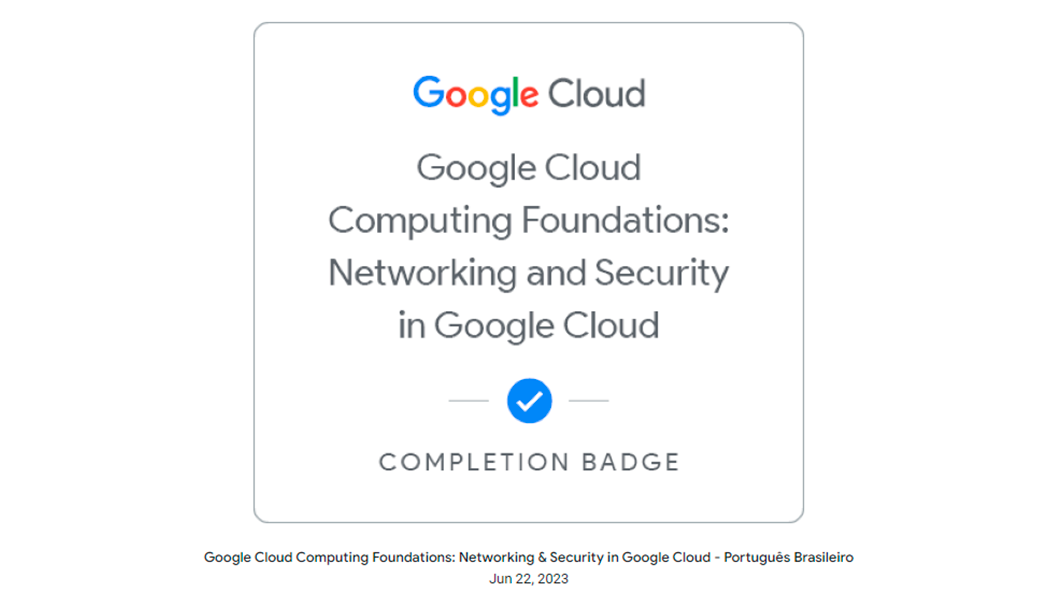 Google Cloud
Google Cloud
Computing Foundations:
Networking and Security
in Google Cloud
COMPLETION BADGE
Google Cloud Computing Foundations: Networking & Security in Google Cloud - Português Brasileiro
Jun 22, 2023